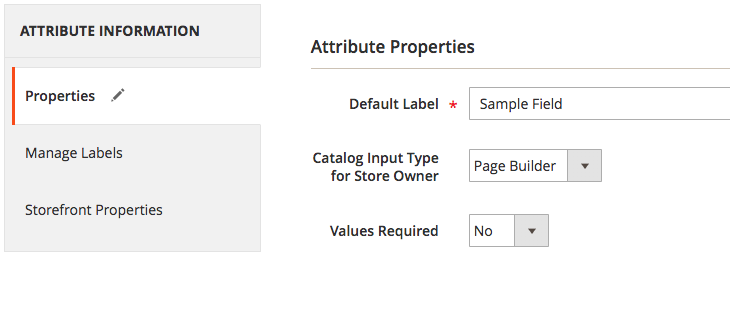 ATTRIBUTE INFORMATION
Properties
Manage Labels
Storefront Properties
Attribute Properties
Default Label * Sample Field
Catalog Input Type
for Store Owner
Page Builder
Values Required No